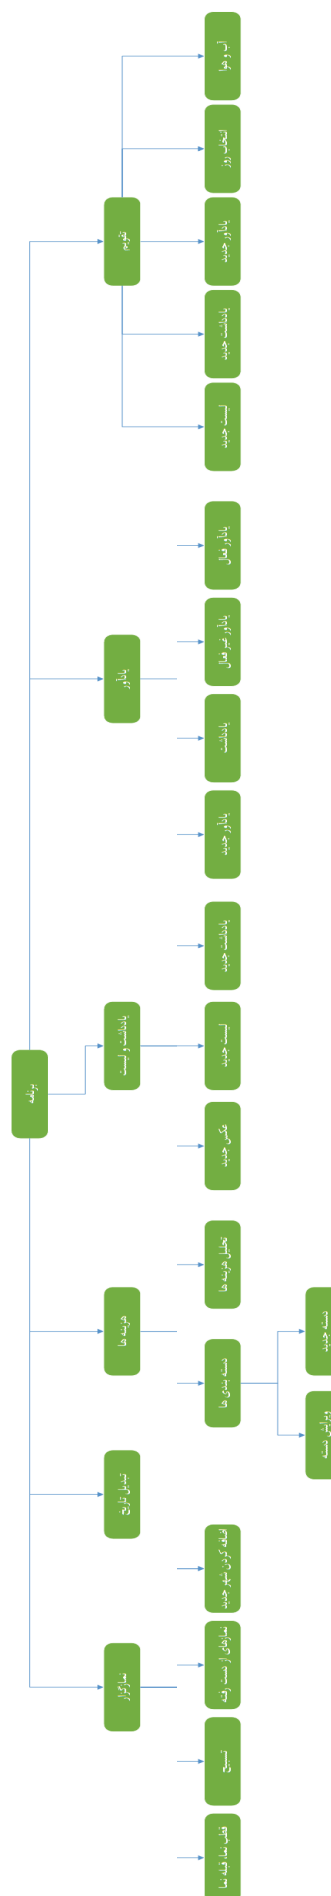 برنامه
تقویم
آب و هوا
انتخاب روز
یادآور جدید
یادداشت جدید
لیست جدید
یادآور
یادآور فعال
یادآور غیر فعال
یادداشت
یادآور جدید
یادداشت و لیست
یادداشت جدید
لیست جدید
عکس جدید
هزینه ها
تحلیل هزینه ها
دسته بندی ها
دسته جدید
ویرایش دسته
تبدیل تاریخ
نمازگزار
اضافه کردن شهر جدید
نمازهای از دست رفته
تسبیح
قطب نما، قبله نما